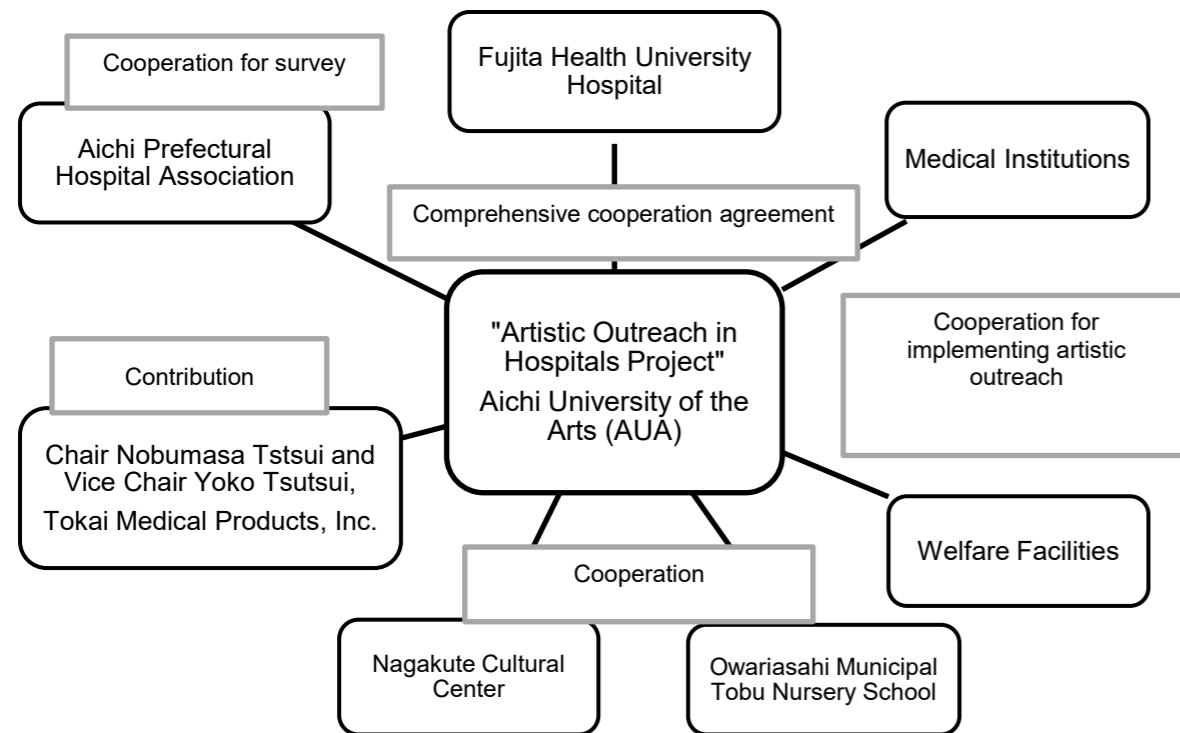 Cooperation for survey
Aichi Prefectural
Hospital Association
Fujita Health University
Hospital
Medical Institutions
Comprehensive cooperation agreement
"Artistic Outreach in
Hospitals Project"
Aichi University of the
Arts (AUA)
Cooperation for
implementing artistic
outreach
Contribution
Chair Nobumasa Tstsui and
Vice Chair Yoko Tsutsui,
Tokai Medical Products, Inc.
Welfare Facilities
Cooperation
Nagakute Cultural
Center
Owariasahi Municipal
Tobu Nursery School